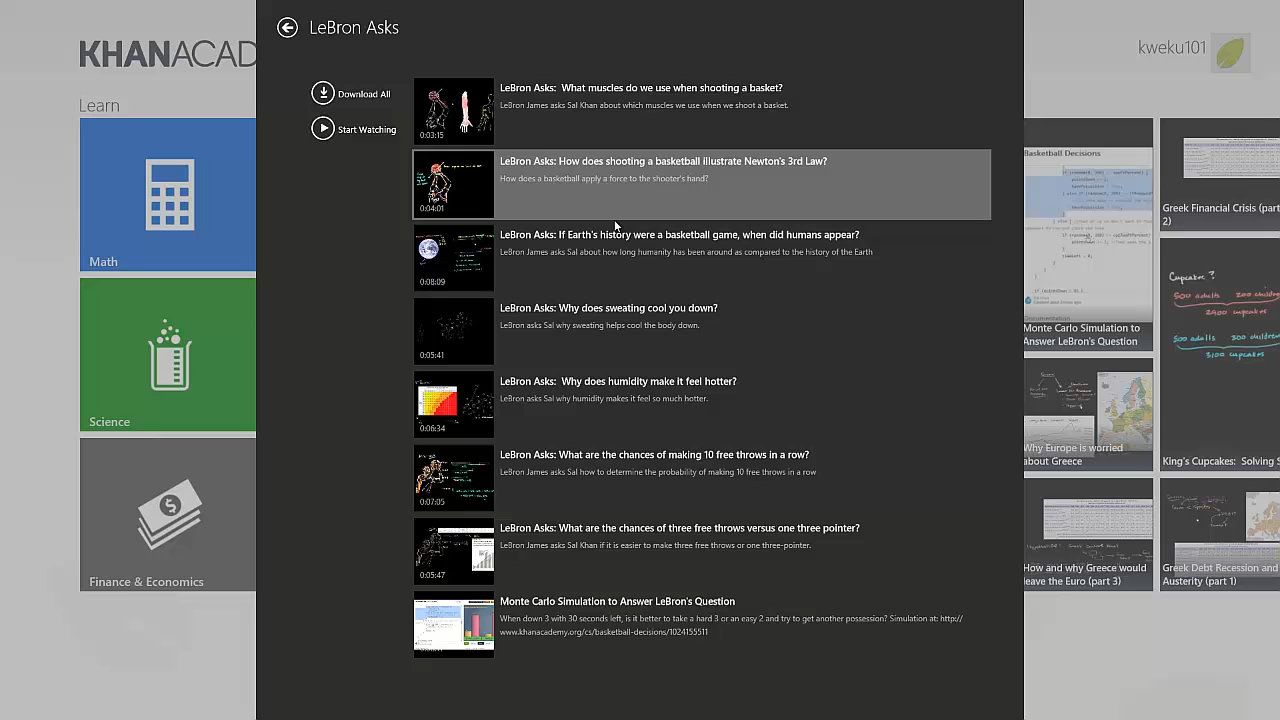 LeBron Asks
KHANACAD
kweku101
Learn
Download All
Start Watching
LeBron Asks:  What muscles do we use when shooting a basket?
LeBron James asks Sal Khan about which muscles we use when we shoot a basket.
0:03:15
LeBron Asks: How does shooting a basketball illustrate Newton's 3rd Law?
How does a basketball apply a force to the shooter's hand?
0:04:01
LeBron Asks: If Earth's history were a basketball game, when did humans appear?
LeBron James asks Sal about how long humanity has been around as compared to the history of the Earth
0:08:09
LeBron Asks: Why does sweating cool you down?
LeBron asks Sal why sweating helps cool the body down.
0:05:41
LeBron Asks:  Why does humidity make it feel hotter?
LeBron asks Sal why humidity makes it feel so much hotter.
0:06:34
LeBron Asks: What are the chances of making 10 free throws in a row?
LeBron James asks Sal how to determine the probability of making 10 free throws in a row
0:07:05
LeBron Asks: What are the chances of three free throws versus one three pointer?
LeBron James asks Sal Khan if it is easier to make three free throws or one three-pointer.
0:05:47
Monte Carlo Simulation to Answer LeBron's Question
When down 3 with 30 seconds left, is it better to take a hard 3 or an easy 2 and try to get another possession? Simulation at: http://
www.khanacademy.org/cs/basketball-decisions/1024155511
Math
Science
Finance & Economics
Basketball Decisions
Documentation
Monte Carlo Simulation to
Answer LeBron's Question
Why Europe is worried
about Greece
How and why Greece would
leave the Euro (part 3)
Greek Financial Crisis (part
2)
Cupcakes?
500 adults 200 children
2900 cupcakes
500 adults 300 children
3100 cupcakes
King's Cupcakes:  Solving S
Greek Debt Recession and
Austerity (part 1)